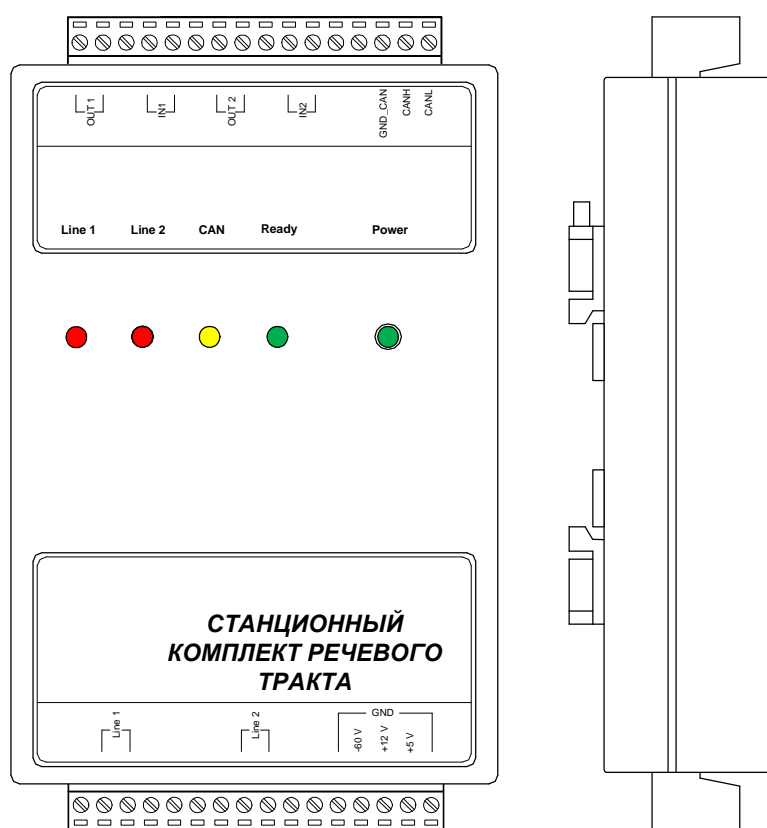 OUT 1
IN1
OUT 2
IN2
GND_CAN
CANH
CANL
Line 1
Line 2
CAN
Ready
Power
СТАНЦИОННЫЙ
КОМПЛЕКТ РЕЧЕВОГО
ТРАКТА
Line 1
Line 2
GND
-60 V
+12 V
+5 V